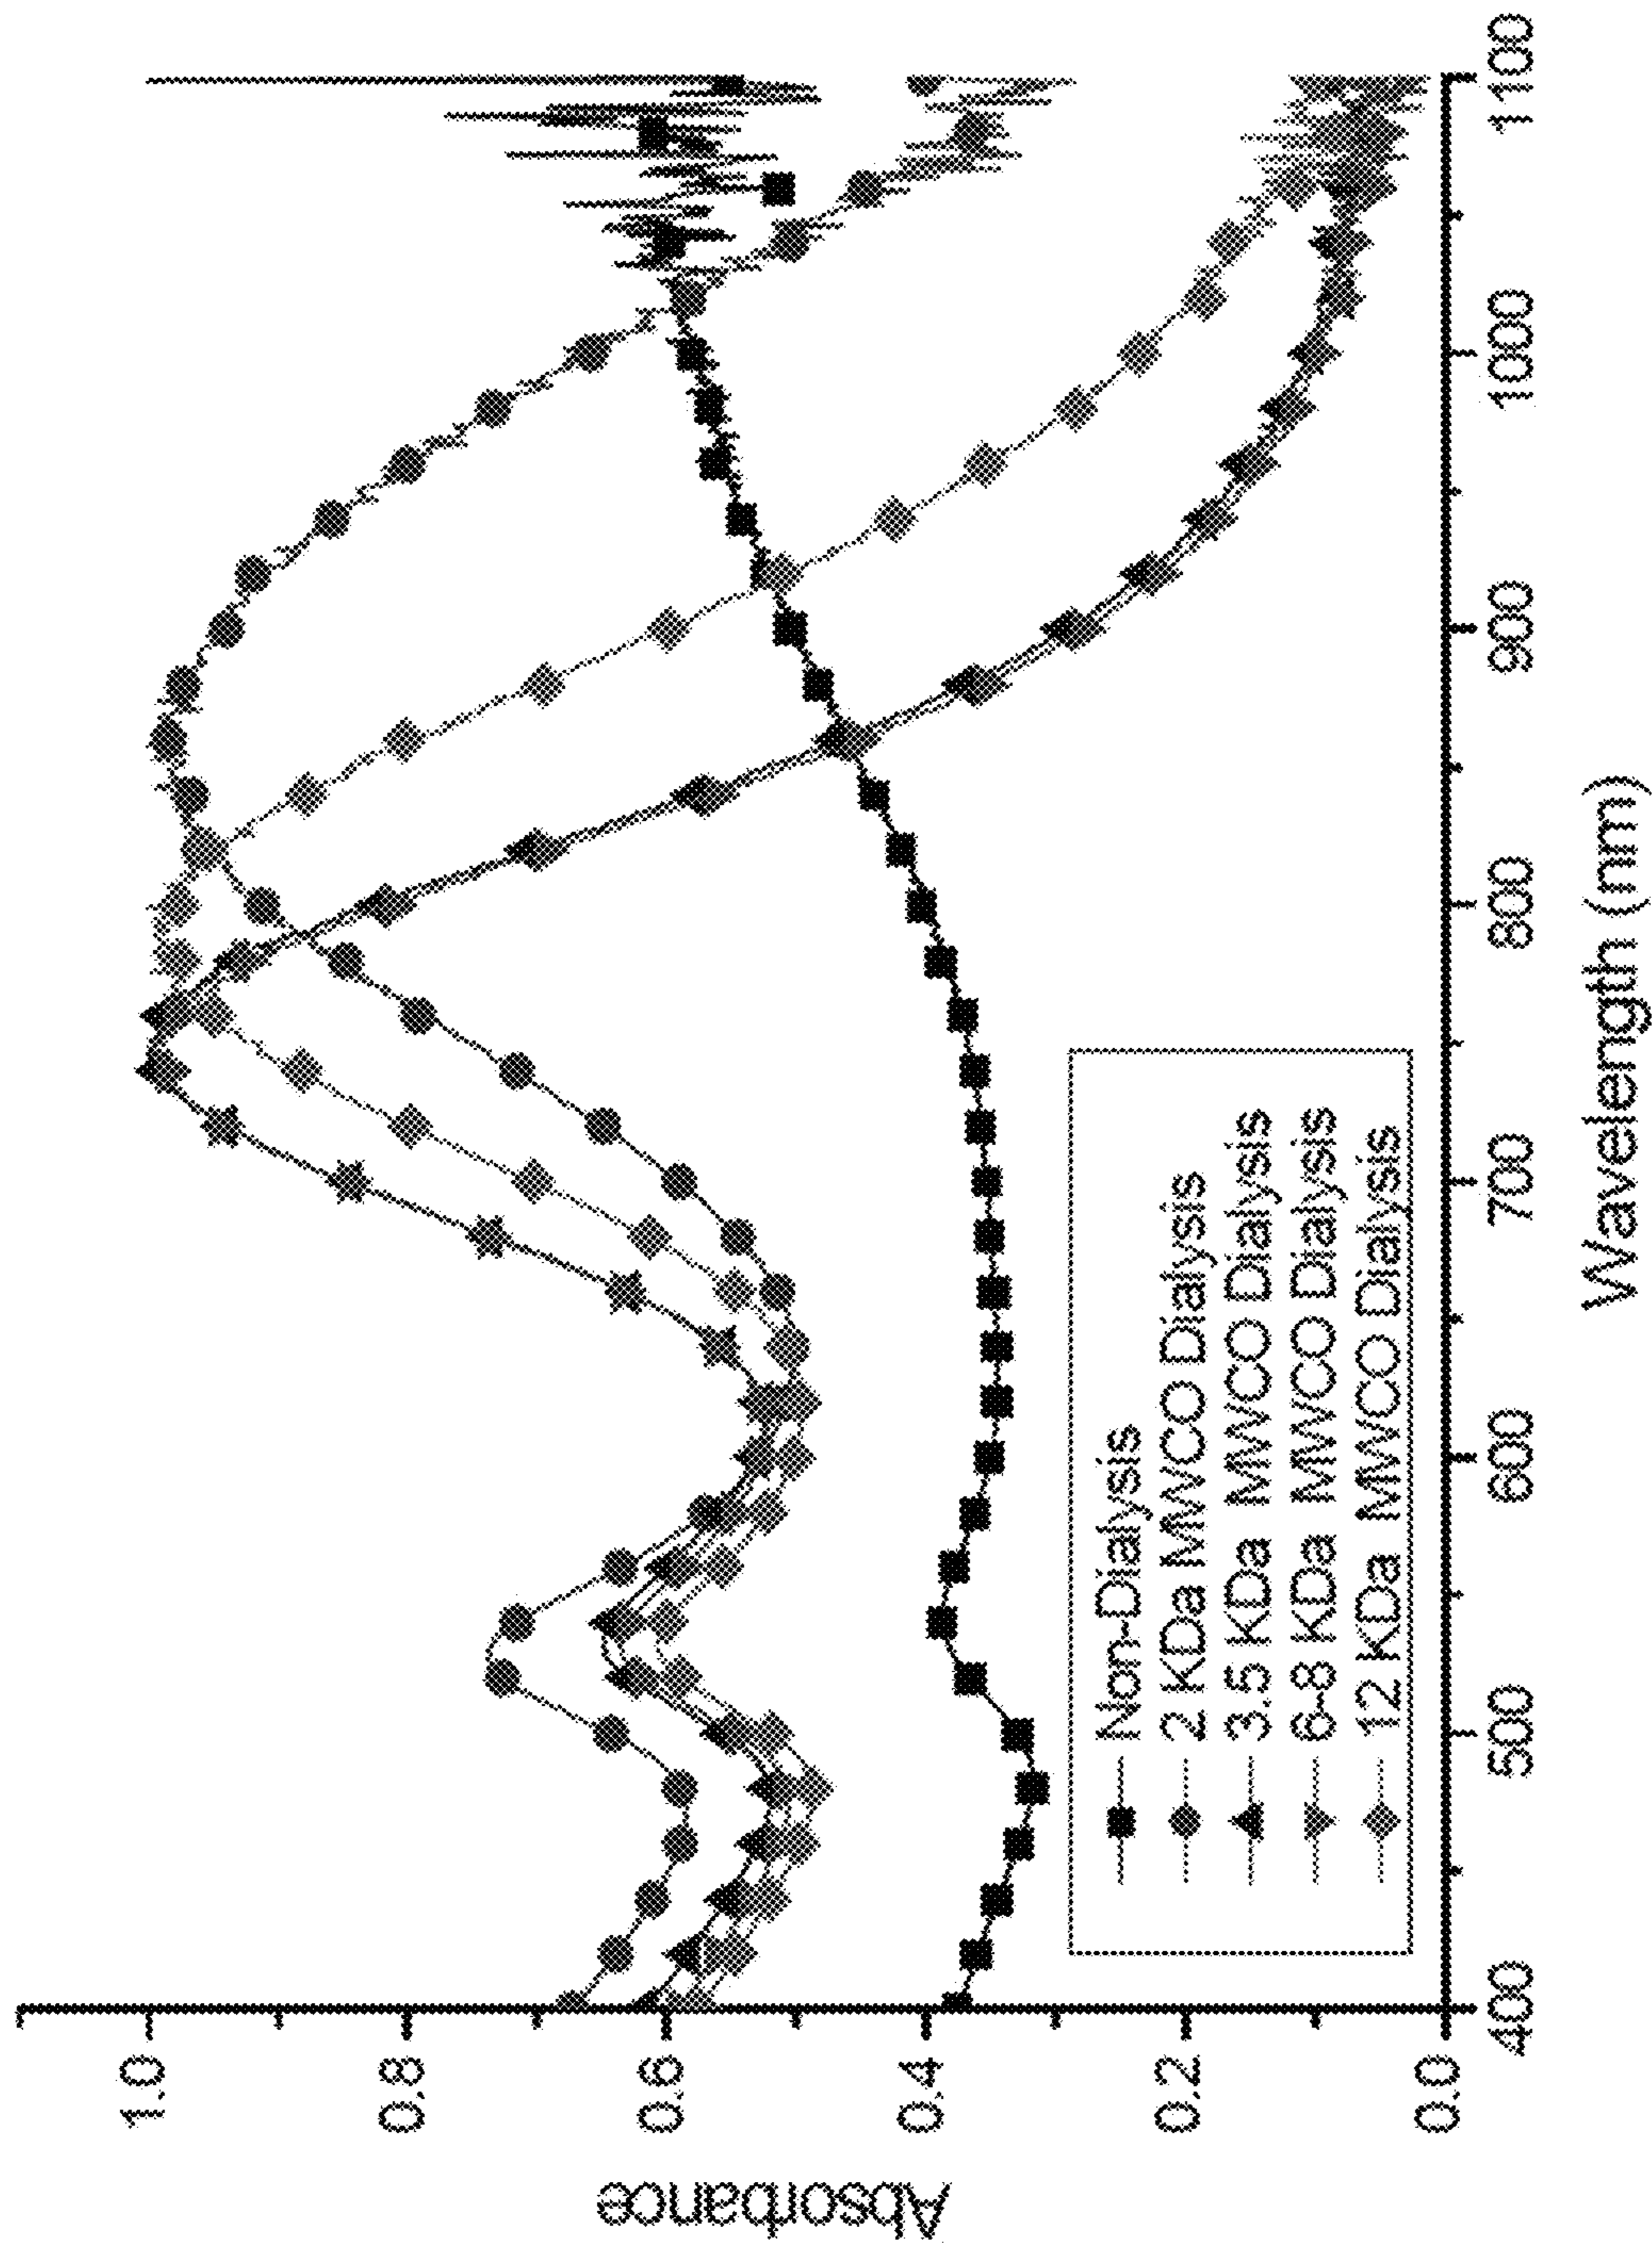 Absorbance
1.0
0.8
0.6
0.4
0.2
0.0
Non-Dialysis
2 KDa MWCO Dialysis
3.5 KDa MWCO Dialysis
6-8 KDa MWCO Dialysis
12 KDa MWCO Dialysis
400 500 600 700 800 900 1000 1100
Wavelength (nm)